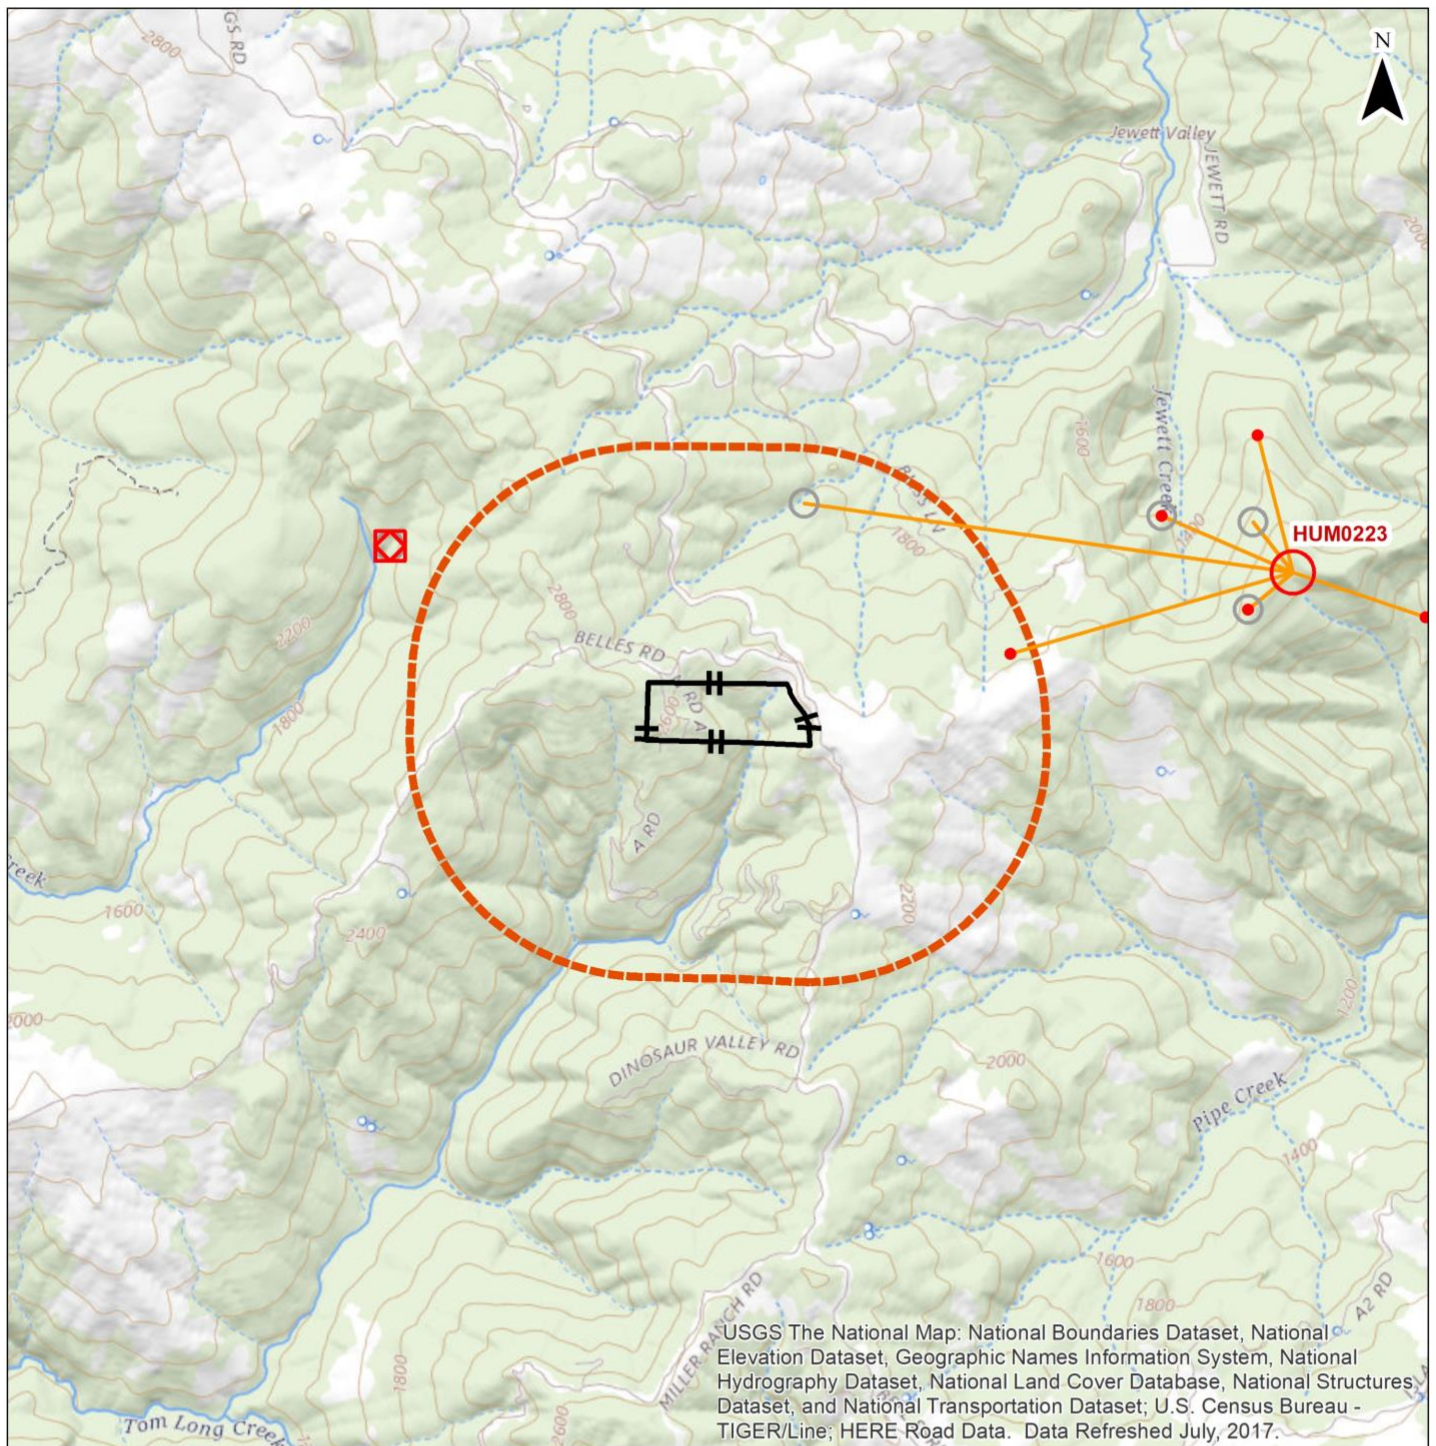 GS RD
2800
N
Jewett Valley
JEWETT RD
2000
Jewett Creek
1600
1400
HUM0223
BLISS LN
1800
2800
2200
BELLES RD
RD A
1800
A RD
reek
1600
2400
2200
2000
1200
DINOSAUR VALLEY RD
2000
Pipe Creek
1400
1600
1800
A2 RD
MILLER RANCH RD
1800
2600
Tom Long Creek
USGS The National Map: National Boundaries Dataset, National
Elevation Dataset, Geographic Names Information System, National
Hydrography Dataset, National Land Cover Database, National Structures
Dataset, and National Transportation Dataset; U.S. Census Bureau -
TIGER/Line; HERE Road Data. Data Refreshed July, 2017.